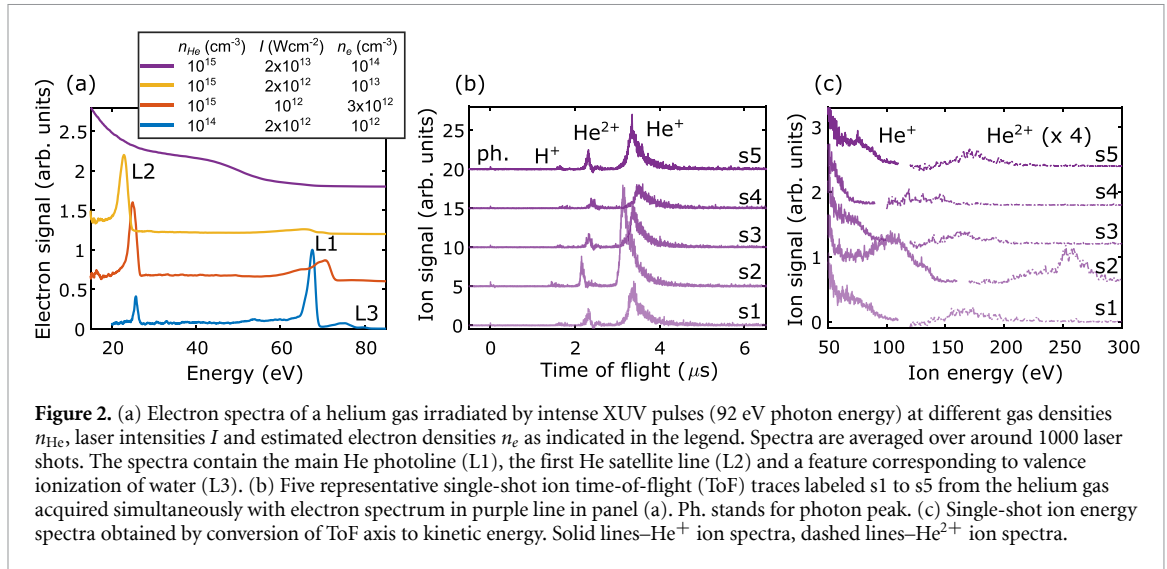 n_He (cm⁻³) I (Wcm⁻²) n_e (cm⁻³)
10¹⁵ 2x10¹³ 10¹⁴
10¹⁵ 2x10¹² 10¹³
10¹⁵ 10¹² 3x10¹²
10¹⁴ 2x10¹² 10¹²
(a)
Electron signal (arb. units)
2.5
2
1.5
1
0.5
0
L2
L1
L3
20 40 60 80
Energy (eV)
(b)
Ion signal (arb. units)
25
20
15
10
5
0
ph. H⁺ He²⁺ He⁺
s5
s4
s3
s2
s1
0 2 4 6
Time of flight (μs)
(c)
Ion signal (arb. units)
3
2
1
0
He⁺ He²⁺ (x 4)
s5
s4
s3
s2
s1
50 100 150 200 250 300
Ion energy (eV)
Figure 2. (a) Electron spectra of a helium gas irradiated by intense XUV pulses (92 eV photon energy) at different gas densities
n_He, laser intensities I and estimated electron densities n_e as indicated in the legend. Spectra are averaged over around 1000 laser
shots. The spectra contain the main He photoline (L1), the first He satellite line (L2) and a feature corresponding to valence
ionization of water (L3). (b) Five representative single-shot ion time-of-flight (ToF) traces labeled s1 to s5 from the helium gas
acquired simultaneously with electron spectrum in purple line in panel (a). Ph. stands for photon peak. (c) Single-shot ion energy
spectra obtained by conversion of ToF axis to kinetic energy. Solid lines–He⁺ ion spectra, dashed lines–He²⁺ ion spectra.